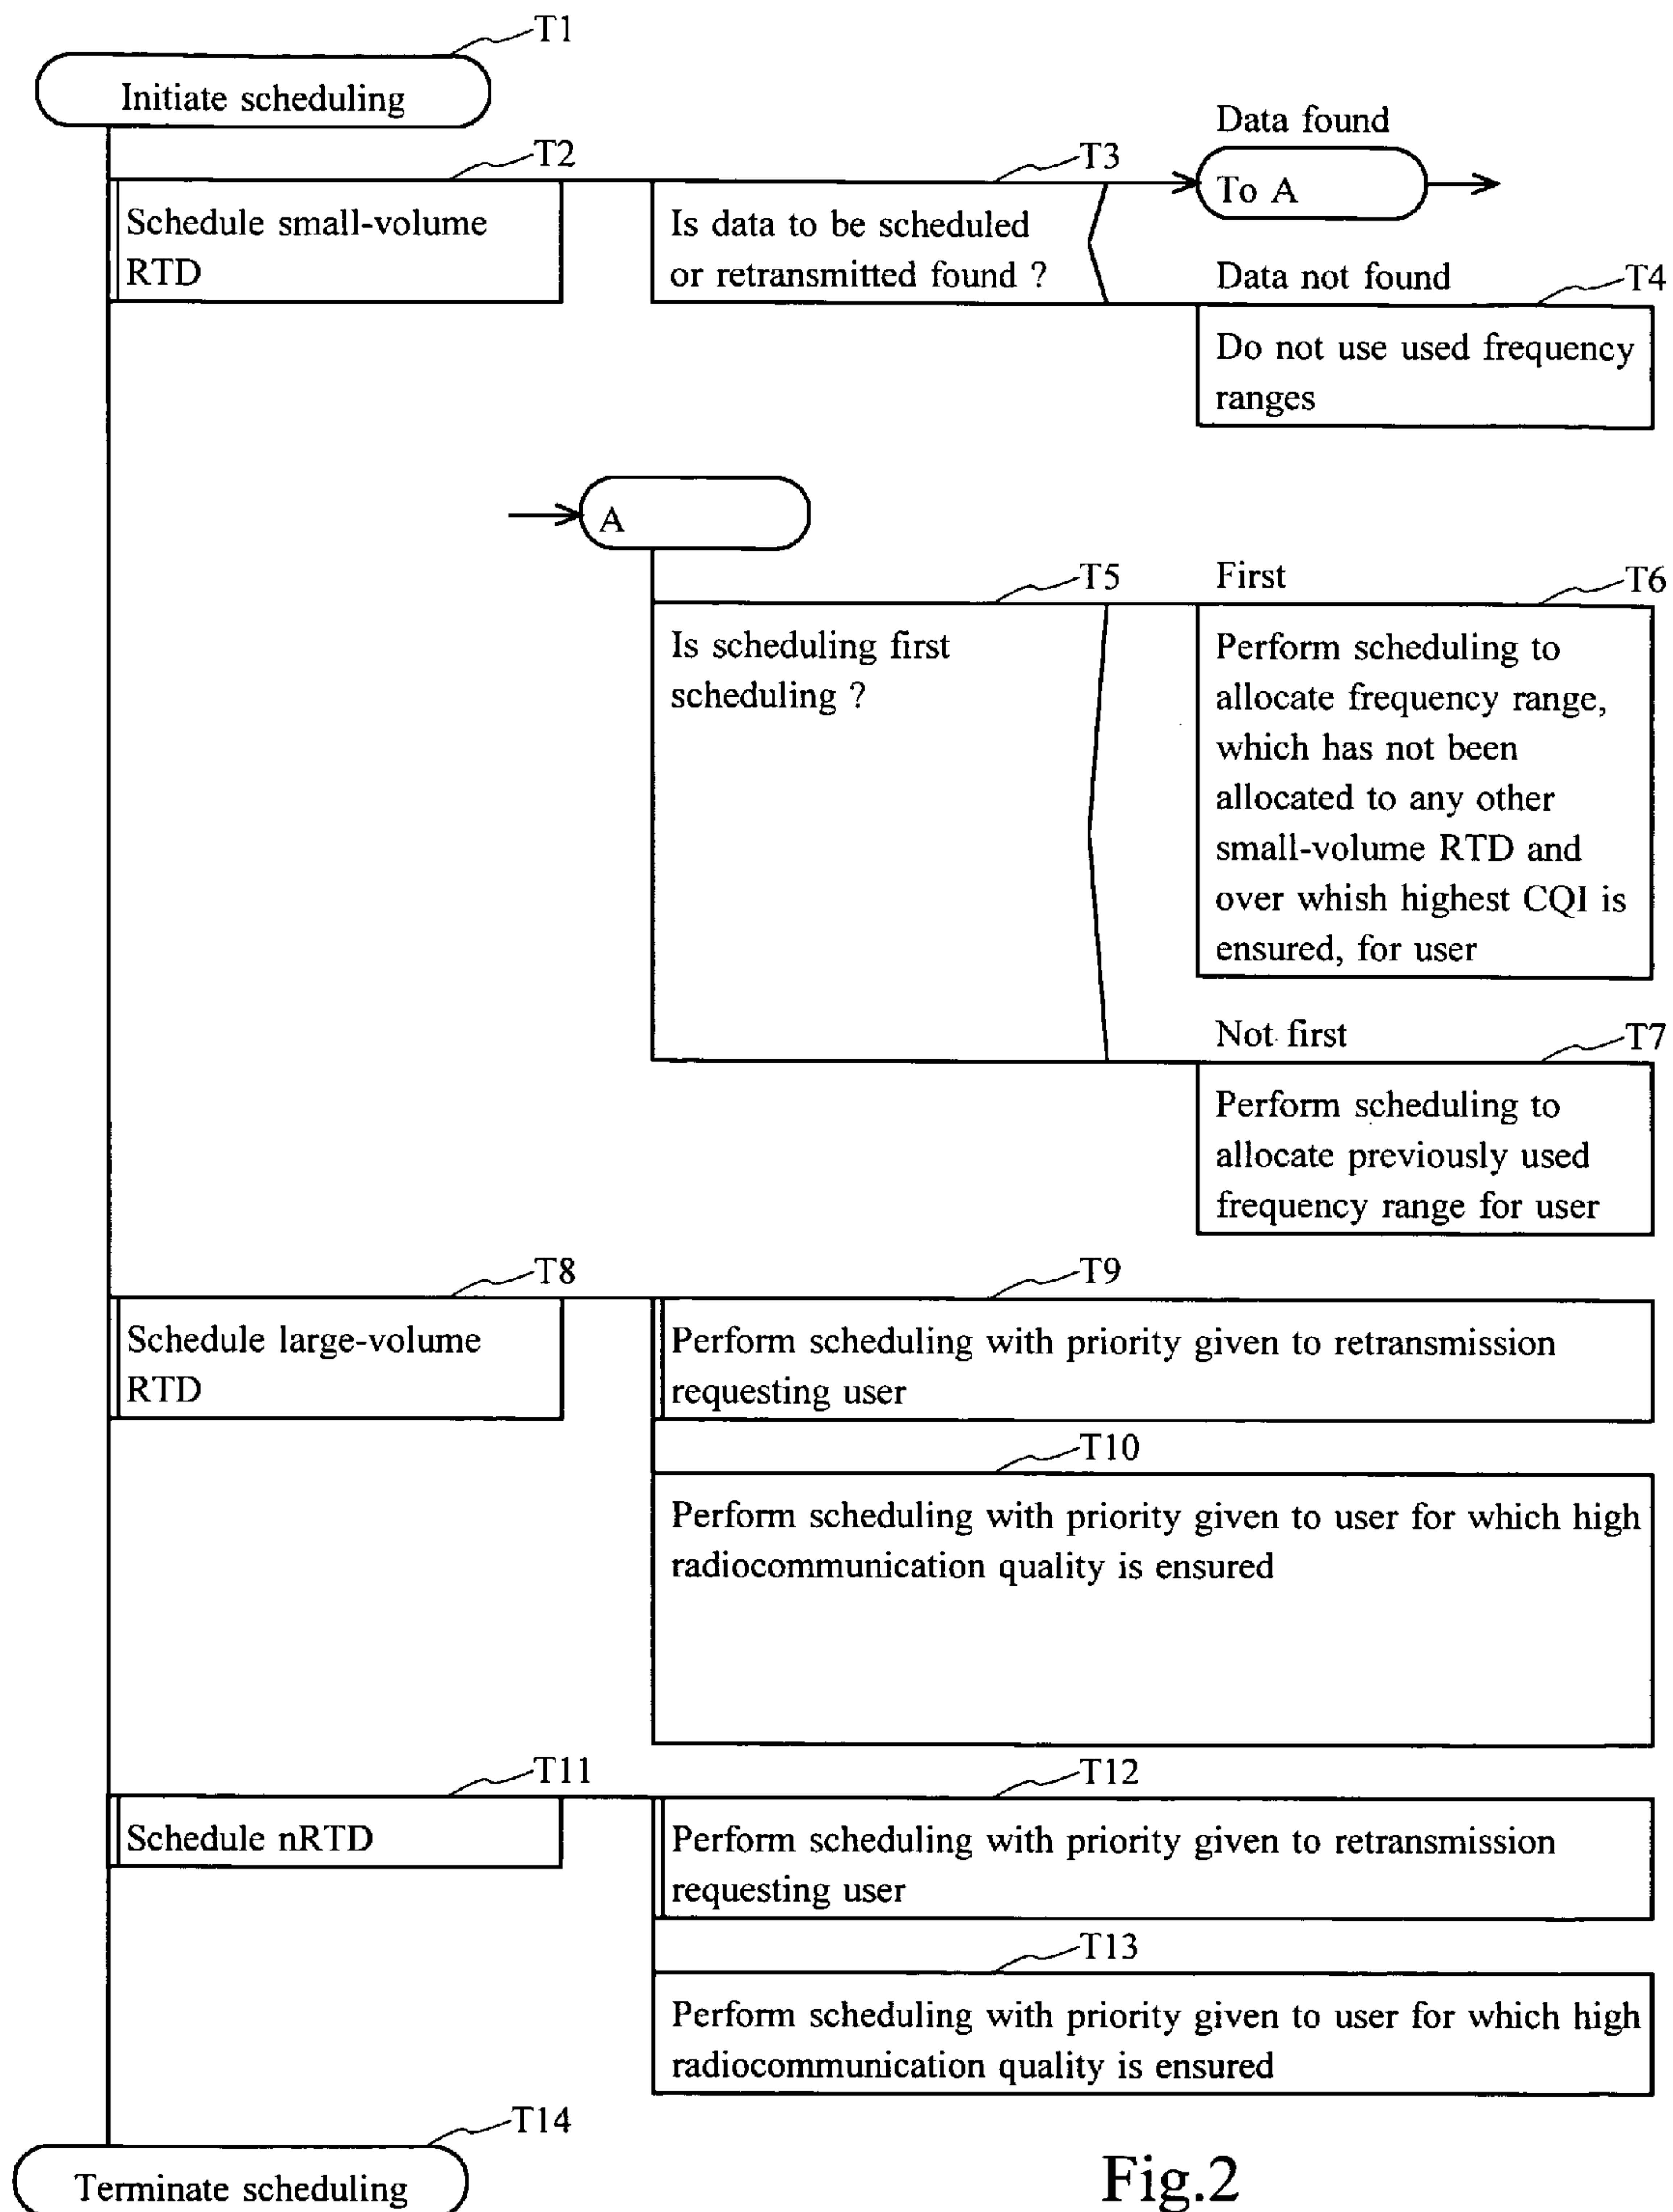 T1
Initiate scheduling
Data found
T2
T3
To A
Schedule small-volume
RTD
Is data to be scheduled
or retransmitted found ?
Data not found
T4
Do not use used frequency
ranges
A
T5
First
T6
Is scheduling first
scheduling ?
Perform scheduling to
allocate frequency range,
which has not been
allocated to any other
small-volume RTD and
over whish highest CQI is
ensured, for user
Not first
T7
Perform scheduling to
allocate previously used
frequency range for user
T8
T9
Schedule large-volume
RTD
Perform scheduling with priority given to retransmission
requesting user
T10
Perform scheduling with priority given to user for which high
radiocommunication quality is ensured
T11
T12
Schedule nRTD
Perform scheduling with priority given to retransmission
requesting user
T13
Perform scheduling with priority given to user for which high
radiocommunication quality is ensured
T14
Terminate scheduling
Fig.2